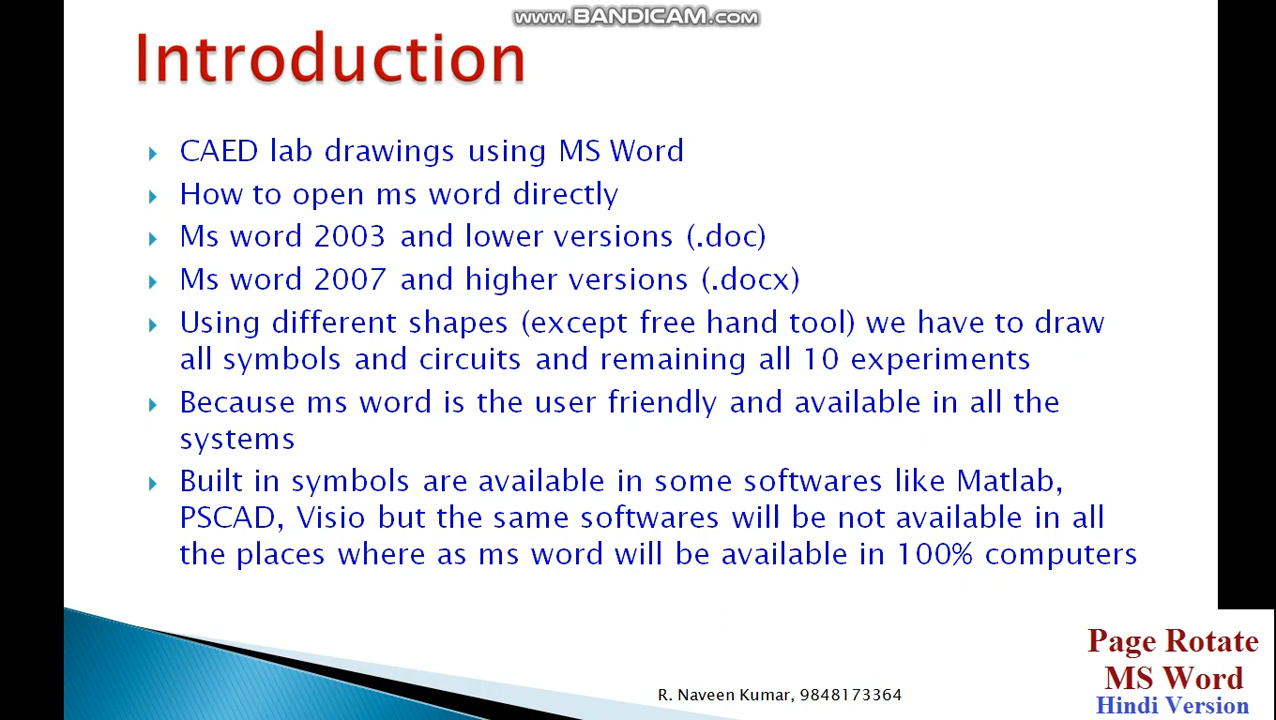 www.BANDICAM.com
Introduction
CAED lab drawings using MS Word
How to open ms word directly
Ms word 2003 and lower versions (.doc)
Ms word 2007 and higher versions (.docx)
Using different shapes (except free hand tool) we have to draw
all symbols and circuits and remaining all 10 experiments
Because ms word is the user friendly and available in all the
systems
Built in symbols are available in some softwares like Matlab,
PSCAD, Visio but the same softwares will be not available in all
the places where as ms word will be available in 100% computers
R. Naveen Kumar, 9848173364
Page Rotate
MS Word
Hindi Version